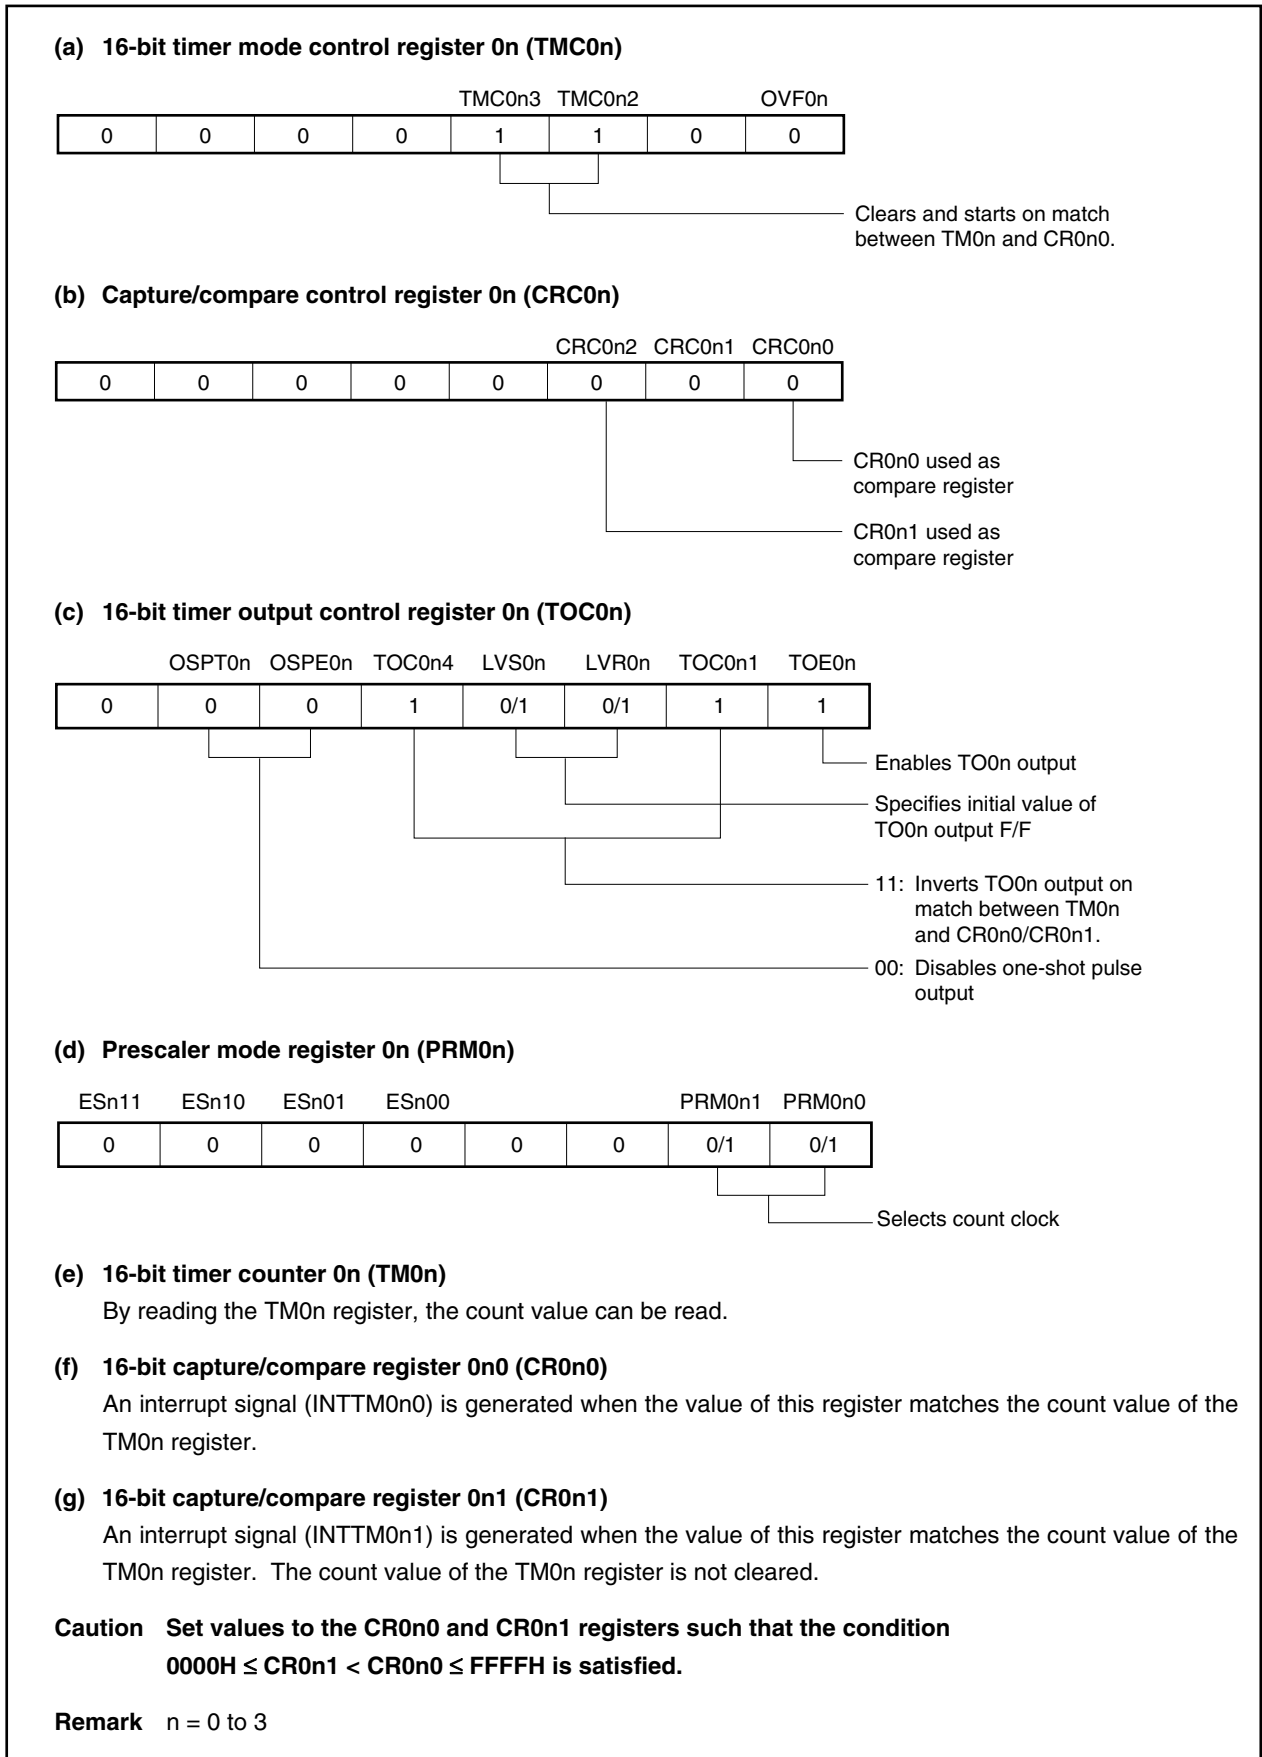 (a) 16-bit timer mode control register 0n (TMC0n)
TMC0n3 TMC0n2 OVF0n
0 0 0 0 1 1 0 0
Clears and starts on match
between TM0n and CR0n0.
(b) Capture/compare control register 0n (CRC0n)
CRC0n2 CRC0n1 CRC0n0
0 0 0 0 0 0 0 0
CR0n0 used as
compare register
CR0n1 used as
compare register
(c) 16-bit timer output control register 0n (TOC0n)
OSPT0n OSPE0n TOC0n4 LVS0n LVR0n TOC0n1 TOE0n
0 0 0 1 0/1 0/1 1 1
Enables TO0n output
Specifies initial value of
TO0n output F/F
11: Inverts TO0n output on
match between TM0n
and CR0n0/CR0n1.
00: Disables one-shot pulse
output
(d) Prescaler mode register 0n (PRM0n)
ESn11 ESn10 ESn01 ESn00 PRM0n1 PRM0n0
0 0 0 0 0 0 0/1 0/1
Selects count clock
(e) 16-bit timer counter 0n (TM0n)
By reading the TM0n register, the count value can be read.
(f) 16-bit capture/compare register 0n0 (CR0n0)
An interrupt signal (INTTM0n0) is generated when the value of this register matches the count value of the
TM0n register.
(g) 16-bit capture/compare register 0n1 (CR0n1)
An interrupt signal (INTTM0n1) is generated when the value of this register matches the count value of the
TM0n register. The count value of the TM0n register is not cleared.
Caution Set values to the CR0n0 and CR0n1 registers such that the condition
0000H ≤ CR0n1 < CR0n0 ≤ FFFFH is satisfied.
Remark n = 0 to 3